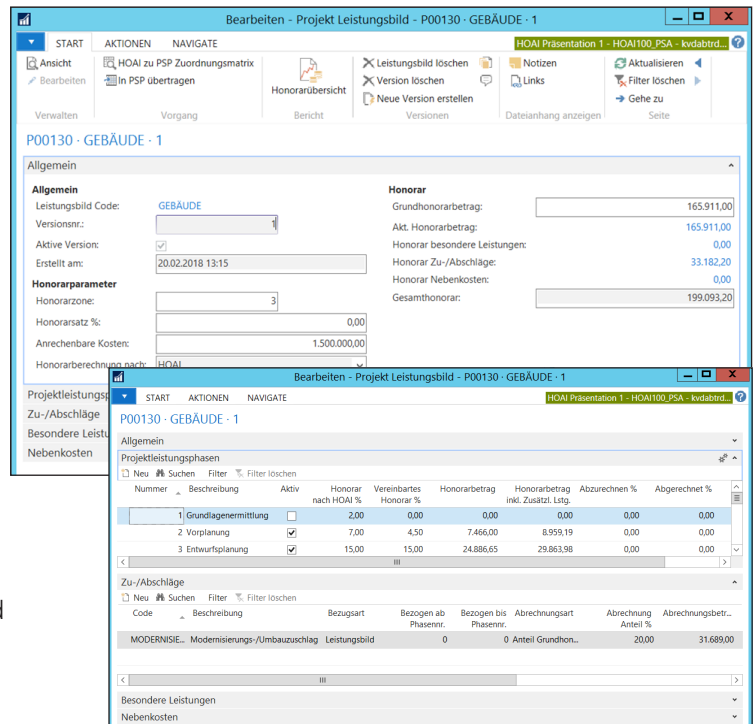 Bearbeiten - Projekt Leistungsbild - P00130 · GEBÄUDE · 1
START AKTIONEN NAVIGATE HOAI Präsentation 1 - HOAI100_PSA - kvdabtrd...
Ansicht HOAI zu PSP Zuordnungsmatrix Honorarübersicht Leistungsbild löschen Notizen Aktualisieren
Bearbeiten In PSP übertragen Version löschen Links Filter löschen
Neue Version erstellen Gehe zu
Verwalten Vorgang Bericht Versionen Dateianhang anzeigen Seite
P00130 · GEBÄUDE · 1
Allgemein
Allgemein Honorar
Leistungsbild Code: GEBÄUDE Grundhonorarbetrag: 165.911,00
Versionsnr.: 1 Akt. Honorarbetrag: 165.911,00
Aktive Version: Honorar besondere Leistungen: 0,00
Erstellt am: 20.02.2018 13:15 Honorar Zu-/Abschläge: 33.182,20
Honorarparameter Honorar Nebenkosten: 0,00
Honorarzone: 3 Gesamthonorar: 199.093,20
Honorarsatz %: 0,00
Anrechenbare Kosten: 1.500.000,00
Honorarberechnung nach: HOAI
Projektleistungsp
Zu-/Abschläge
Besondere Leistu
Nebenkosten
Bearbeiten - Projekt Leistungsbild - P00130 · GEBÄUDE · 1
START AKTIONEN NAVIGATE HOAI Präsentation 1 - HOAI100_PSA - kvdabtrd...
P00130 · GEBÄUDE · 1
Allgemein
Projektleistungsphasen
Neu Suchen Filter Filter löschen
Nummer Beschreibung Aktiv Honorar nach HOAI % Vereinbartes Honorar % Honorarbetrag Honorarbetrag inkl. Zusätzl. Lstg. Abzurechnen % Abgerechnet %
1 Grundlagenermittlung 2,00 0,00 0,00 0,00 0,00 0,00
2 Vorplanung 7,00 4,50 7.466,00 8.959,19 0,00 0,00
3 Entwurfsplanung 15,00 15,00 24.886,65 29.863,98 0,00 0,00
Zu-/Abschläge
Neu Suchen Filter Filter löschen
Code Beschreibung Bezugsart Bezogen ab Phasennr. Bezogen bis Phasennr. Abrechnungsart Abrechnung Anteil % Abrechnungsbetr...
MODERNISIE... Modernisierungs-/Umbauzuschlag Leistungsbild 0 0 Anteil Grundhon... 20,00 31.689,00
Besondere Leistungen
Nebenkosten
d